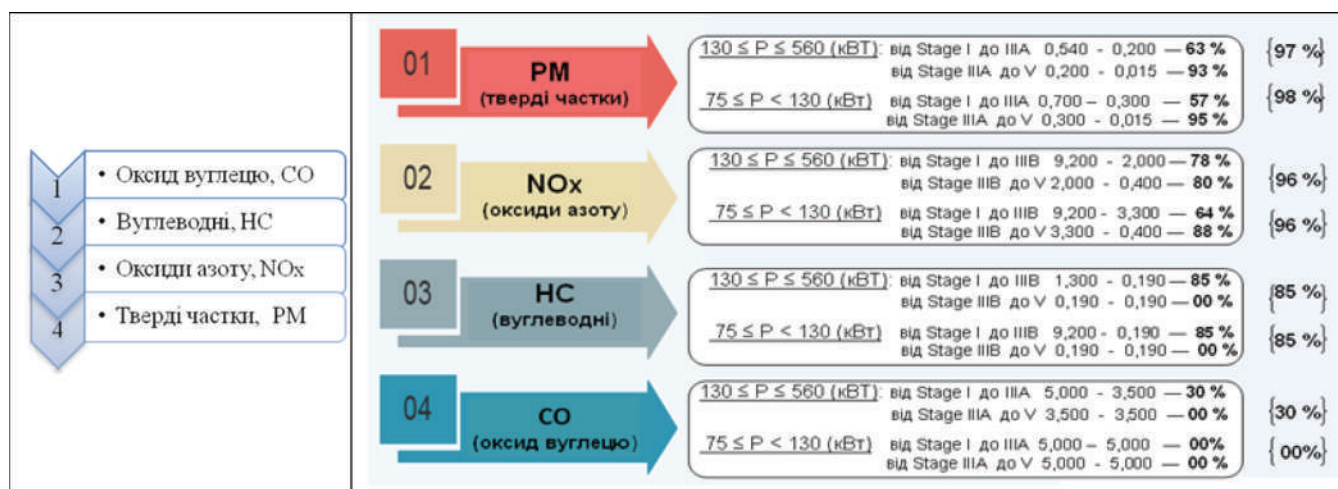 1
• Оксид вуглецю, CO
2
• Вуглеводні, HC
3
• Оксиди азоту, NOx
4
• Тверді частки, PM
01
PM
(тверді частки)
130 ≤ P ≤ 560 (кВТ): від Stage I до IIIA 0,540 - 0,200 — 63 %
від Stage IIIA до V 0,200 - 0,015 — 93 %
75 ≤ P < 130 (кВт) від Stage I до IIIA 0,700 – 0,300 — 57 %
від Stage IIIA до V 0,300 - 0,015 — 95 %
{97 %}
{98 %}
02
NOx
(оксиди азоту)
130 ≤ P ≤ 560 (кВТ): від Stage I до IIIB 9,200 - 2,000 — 78 %
від Stage IIIB до V 2,000 - 0,400 — 80 %
75 ≤ P < 130 (кВт) від Stage I до IIIB 9,200 - 3,300 — 64 %
від Stage IIIB до V 3,300 - 0,400 — 88 %
{96 %}
{96 %}
03
HC
(вуглеводні)
130 ≤ P ≤ 560 (кВТ): від Stage I до IIIB 1,300 - 0,190 — 85 %
від Stage IIIB до V 0,190 - 0,190 — 00 %
75 ≤ P < 130 (кВт) від Stage I до IIIB 9,200 - 0,190 — 85 %
від Stage IIIB до V 0,190 - 0,190 — 00 %
{85 %}
{85 %}
04
CO
(оксид вуглецю)
130 ≤ P ≤ 560 (кВТ): від Stage I до IIIA 5,000 - 3,500 — 30 %
від Stage IIIA до V 3,500 - 3,500 — 00 %
75 ≤ P < 130 (кВт) від Stage I до IIIA 5,000 – 5,000 — 00%
від Stage IIIA до V 5,000 - 5,000 — 00 %
{30 %}
{ 00%}